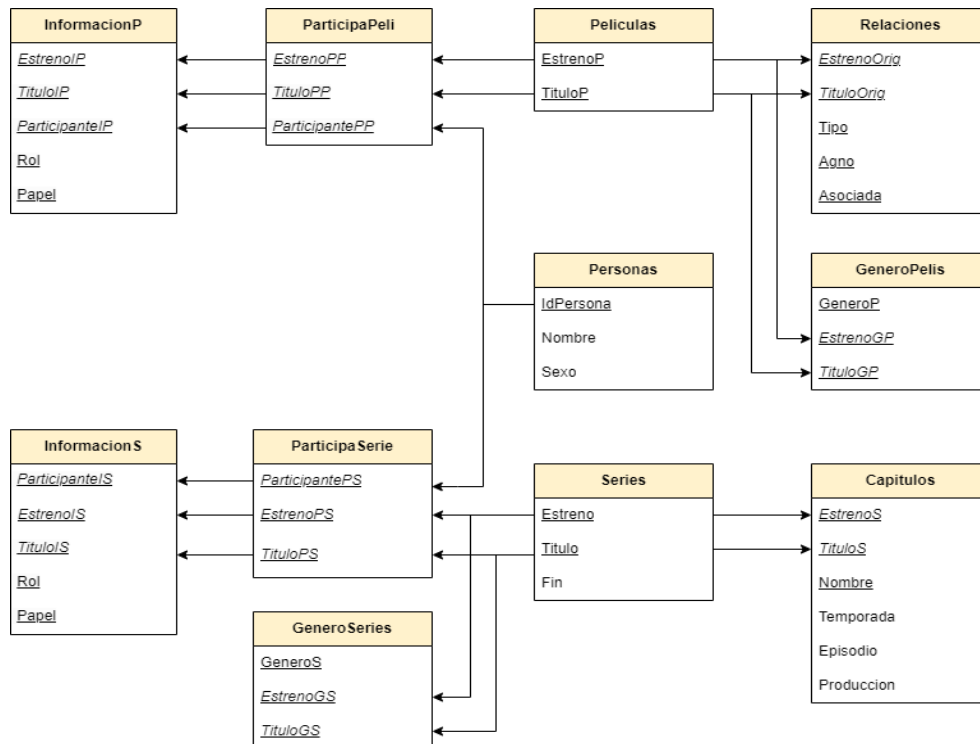 InformacionP
EstrenoIP
TituloIP
ParticipanteIP
Rol
Papel
ParticipaPeli
EstrenoPP
TituloPP
ParticipantePP
Peliculas
EstrenoP
TituloP
Relaciones
EstrenoOrig
TituloOrig
Tipo
Agno
Asociada
Personas
IdPersona
Nombre
Sexo
GeneroPelis
GeneroP
EstrenoGP
TituloGP
InformacionS
ParticipanteIS
EstrenoIS
TituloIS
Rol
Papel
ParticipaSerie
ParticipantePS
EstrenoPS
TituloPS
Series
Estreno
Titulo
Fin
Capitulos
EstrenoS
TituloS
Nombre
Temporada
Episodio
Produccion
GeneroSeries
GeneroS
EstrenoGS
TituloGS